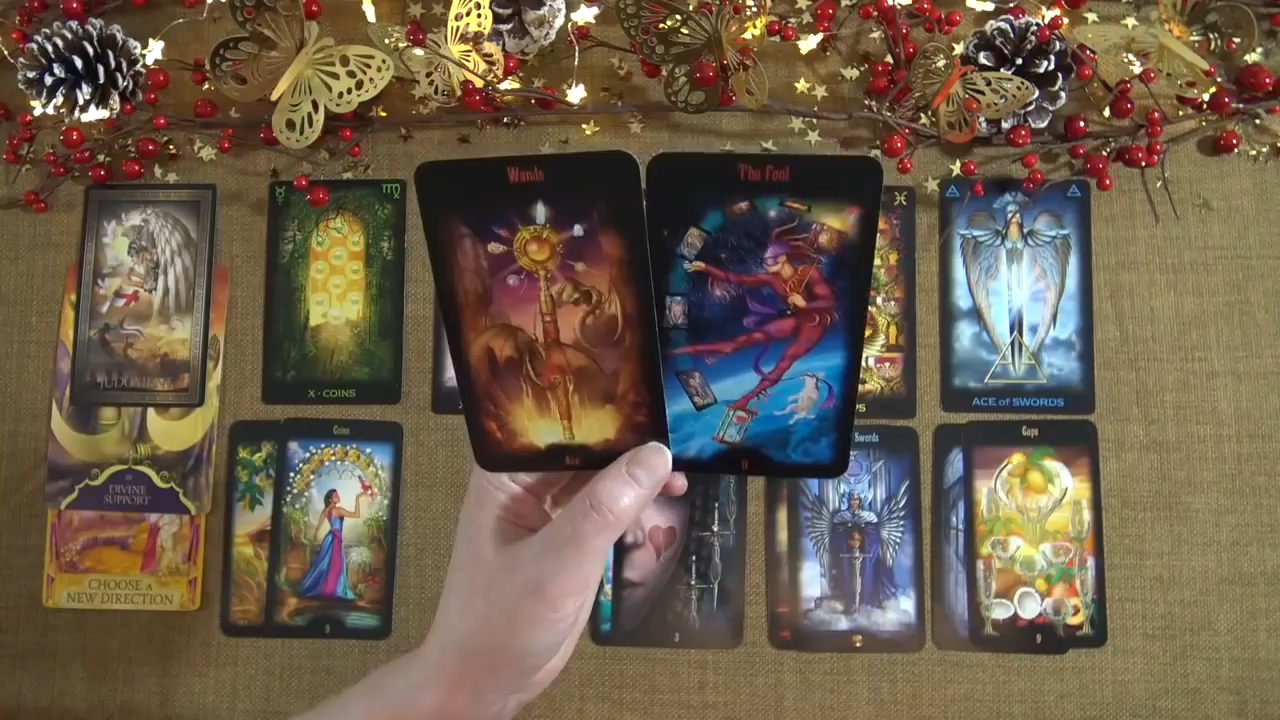 Wands
The Fool
Ace
0
JUDGMENT
X • COINS
PS
ACE of SWORDS
DIVINE
SUPPORT
CHOOSE A
NEW DIRECTION
Coins
9
3
Swords
Cups
9